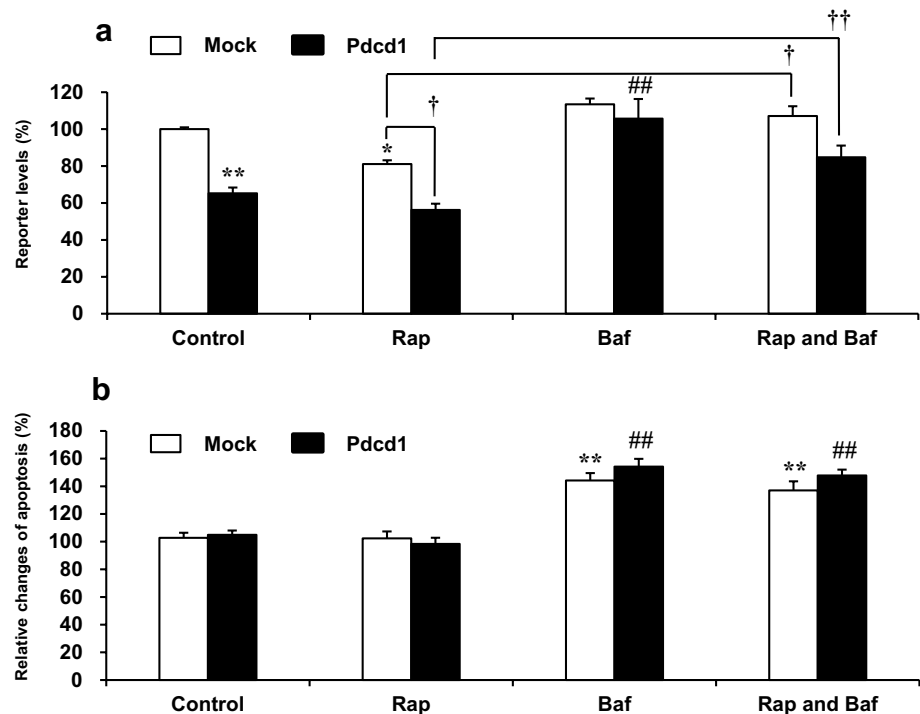 a
††
Mock Pdcd1
†
120
100
80
60
40
20
0
Reporter levels (%)
**
*
†
##
Control Rap Baf Rap and Baf
b
180
160
140
120
100
80
60
40
20
0
Relative changes of apoptosis (%)
Mock Pdcd1
** ## ** ##
Control Rap Baf Rap and Baf